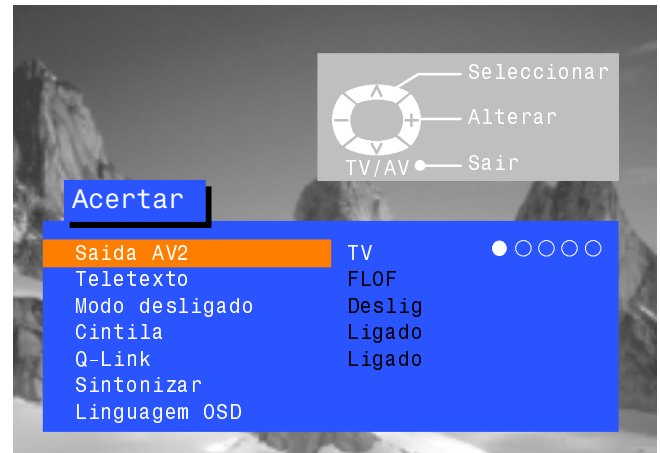 Seleccionar
Alterar
TV/AV Sair
Acertar
Saida AV2 TV
Teletexto FLOF
Modo desligado Deslig
Cintila Ligado
Q-Link Ligado
Sintonizar
Linguagem OSD